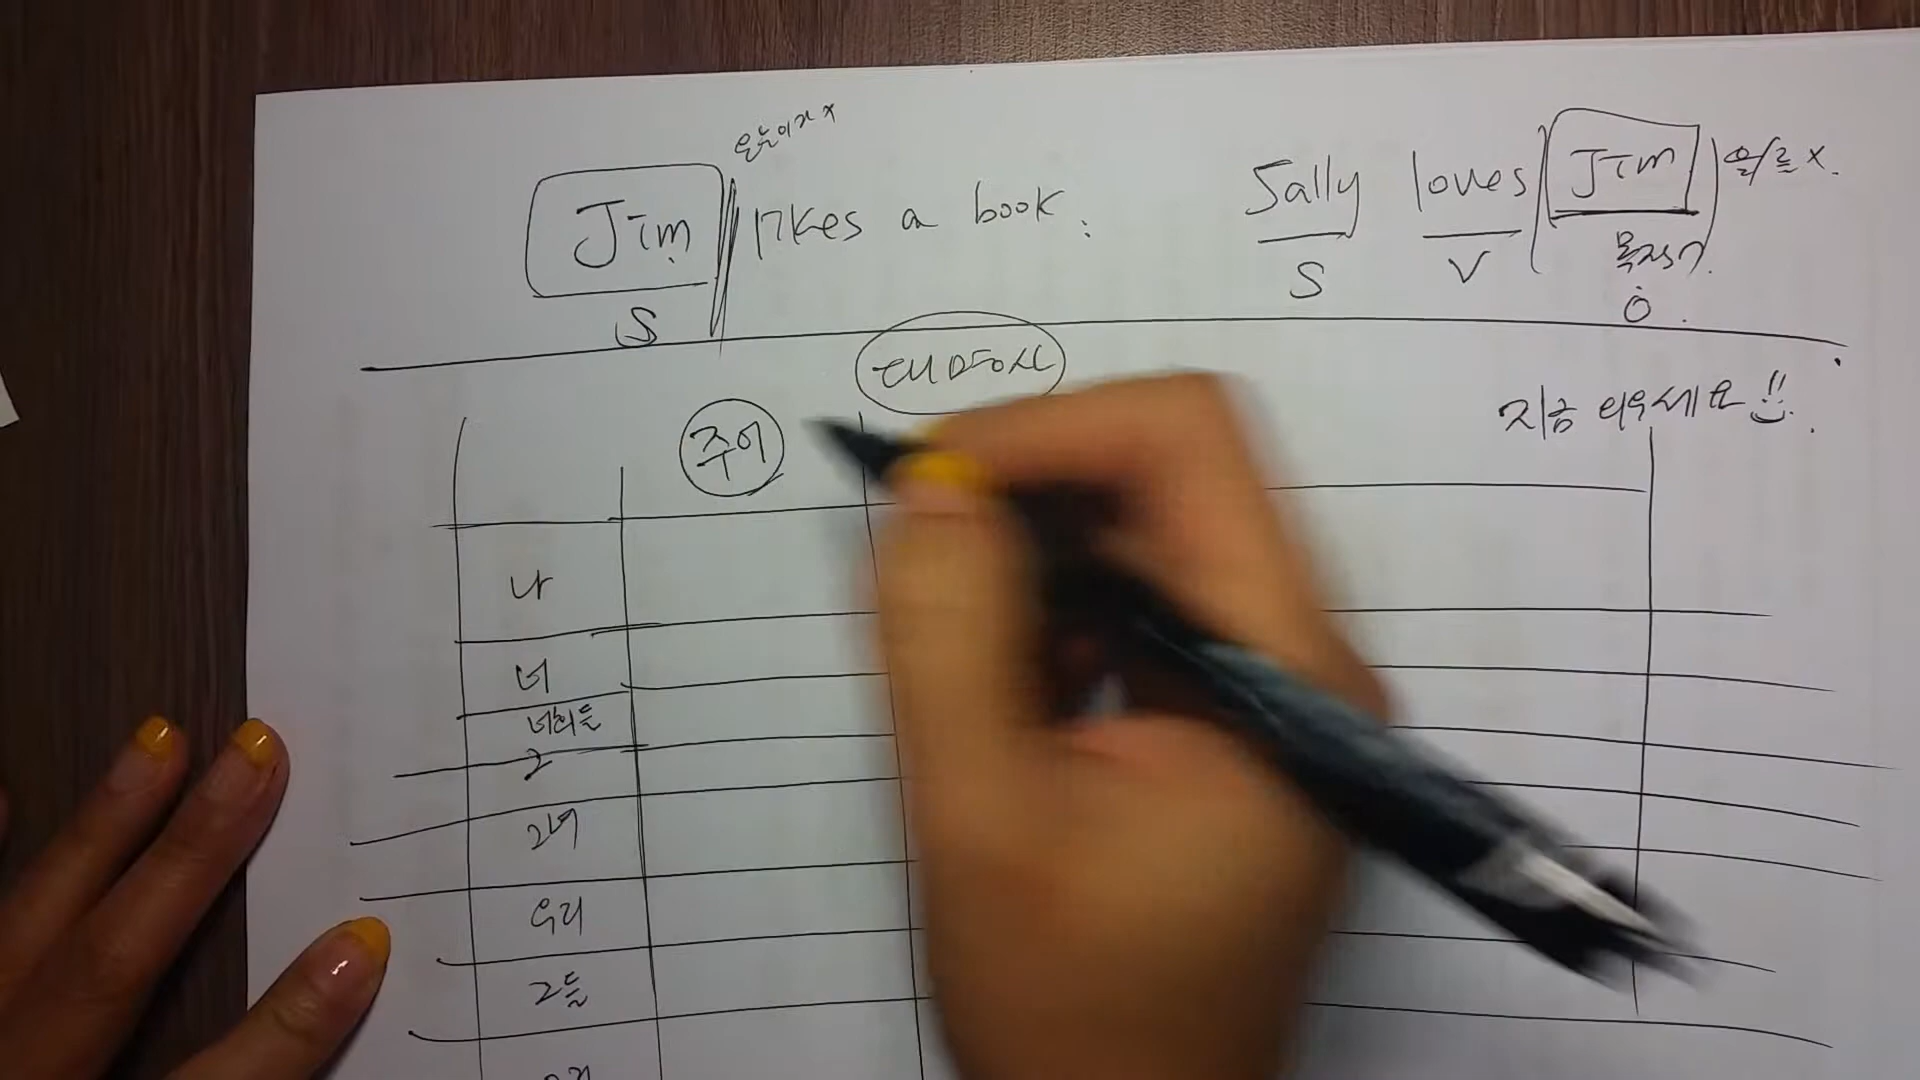 은는이가 x
Jim likes a book.
S
Sally loves Jim 을/를 x.
S V 목적어.
O.
대명사
지금 외우세요!!
주어
나
너
너희들
그
그녀
우리
그들